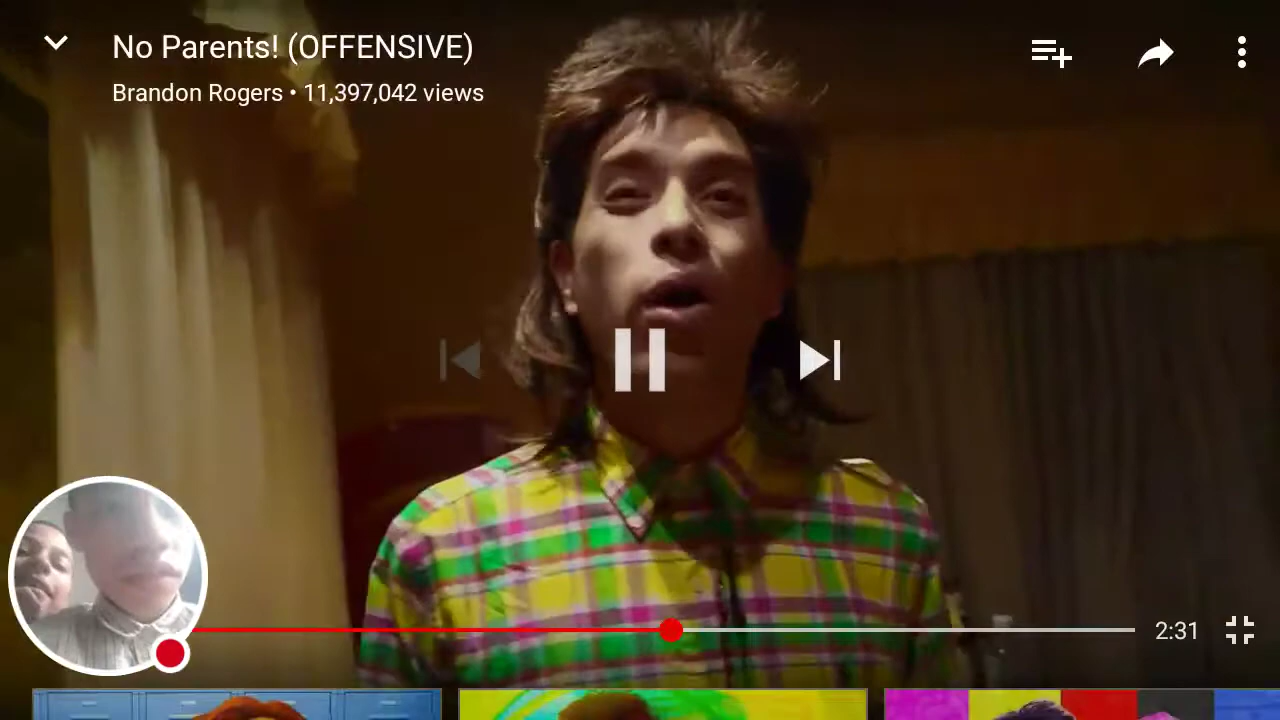 No Parents! (OFFENSIVE)
Brandon Rogers • 11,397,042 views
2:31